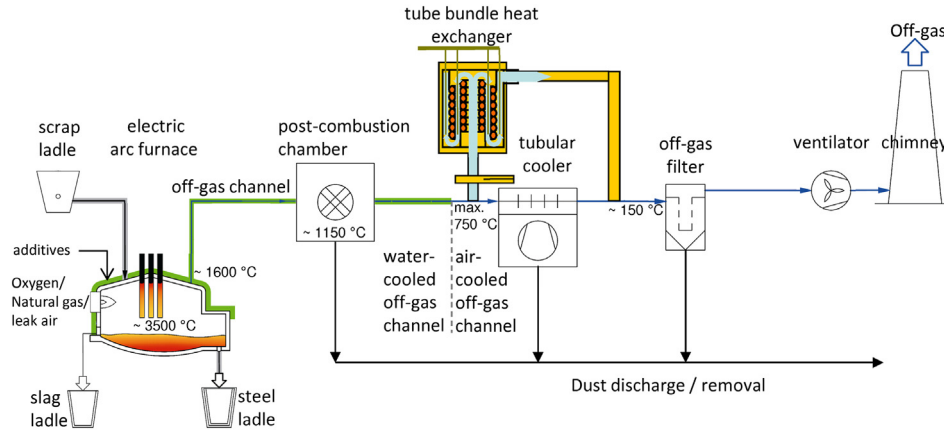 tube bundle heat
exchanger
Off-gas
scrap
ladle
electric
arc furnace
post-combustion
chamber
tubular
cooler
off-gas
filter
ventilator
chimney
off-gas channel
max.
750 °C
~ 150 °C
~ 1150 °C
additives
~ 1600 °C
water-
cooled
off-gas
channel
air-
cooled
off-gas
channel
Oxygen/
Natural gas/
leak air
~ 3500 °C
Dust discharge / removal
slag
ladle
steel
ladle